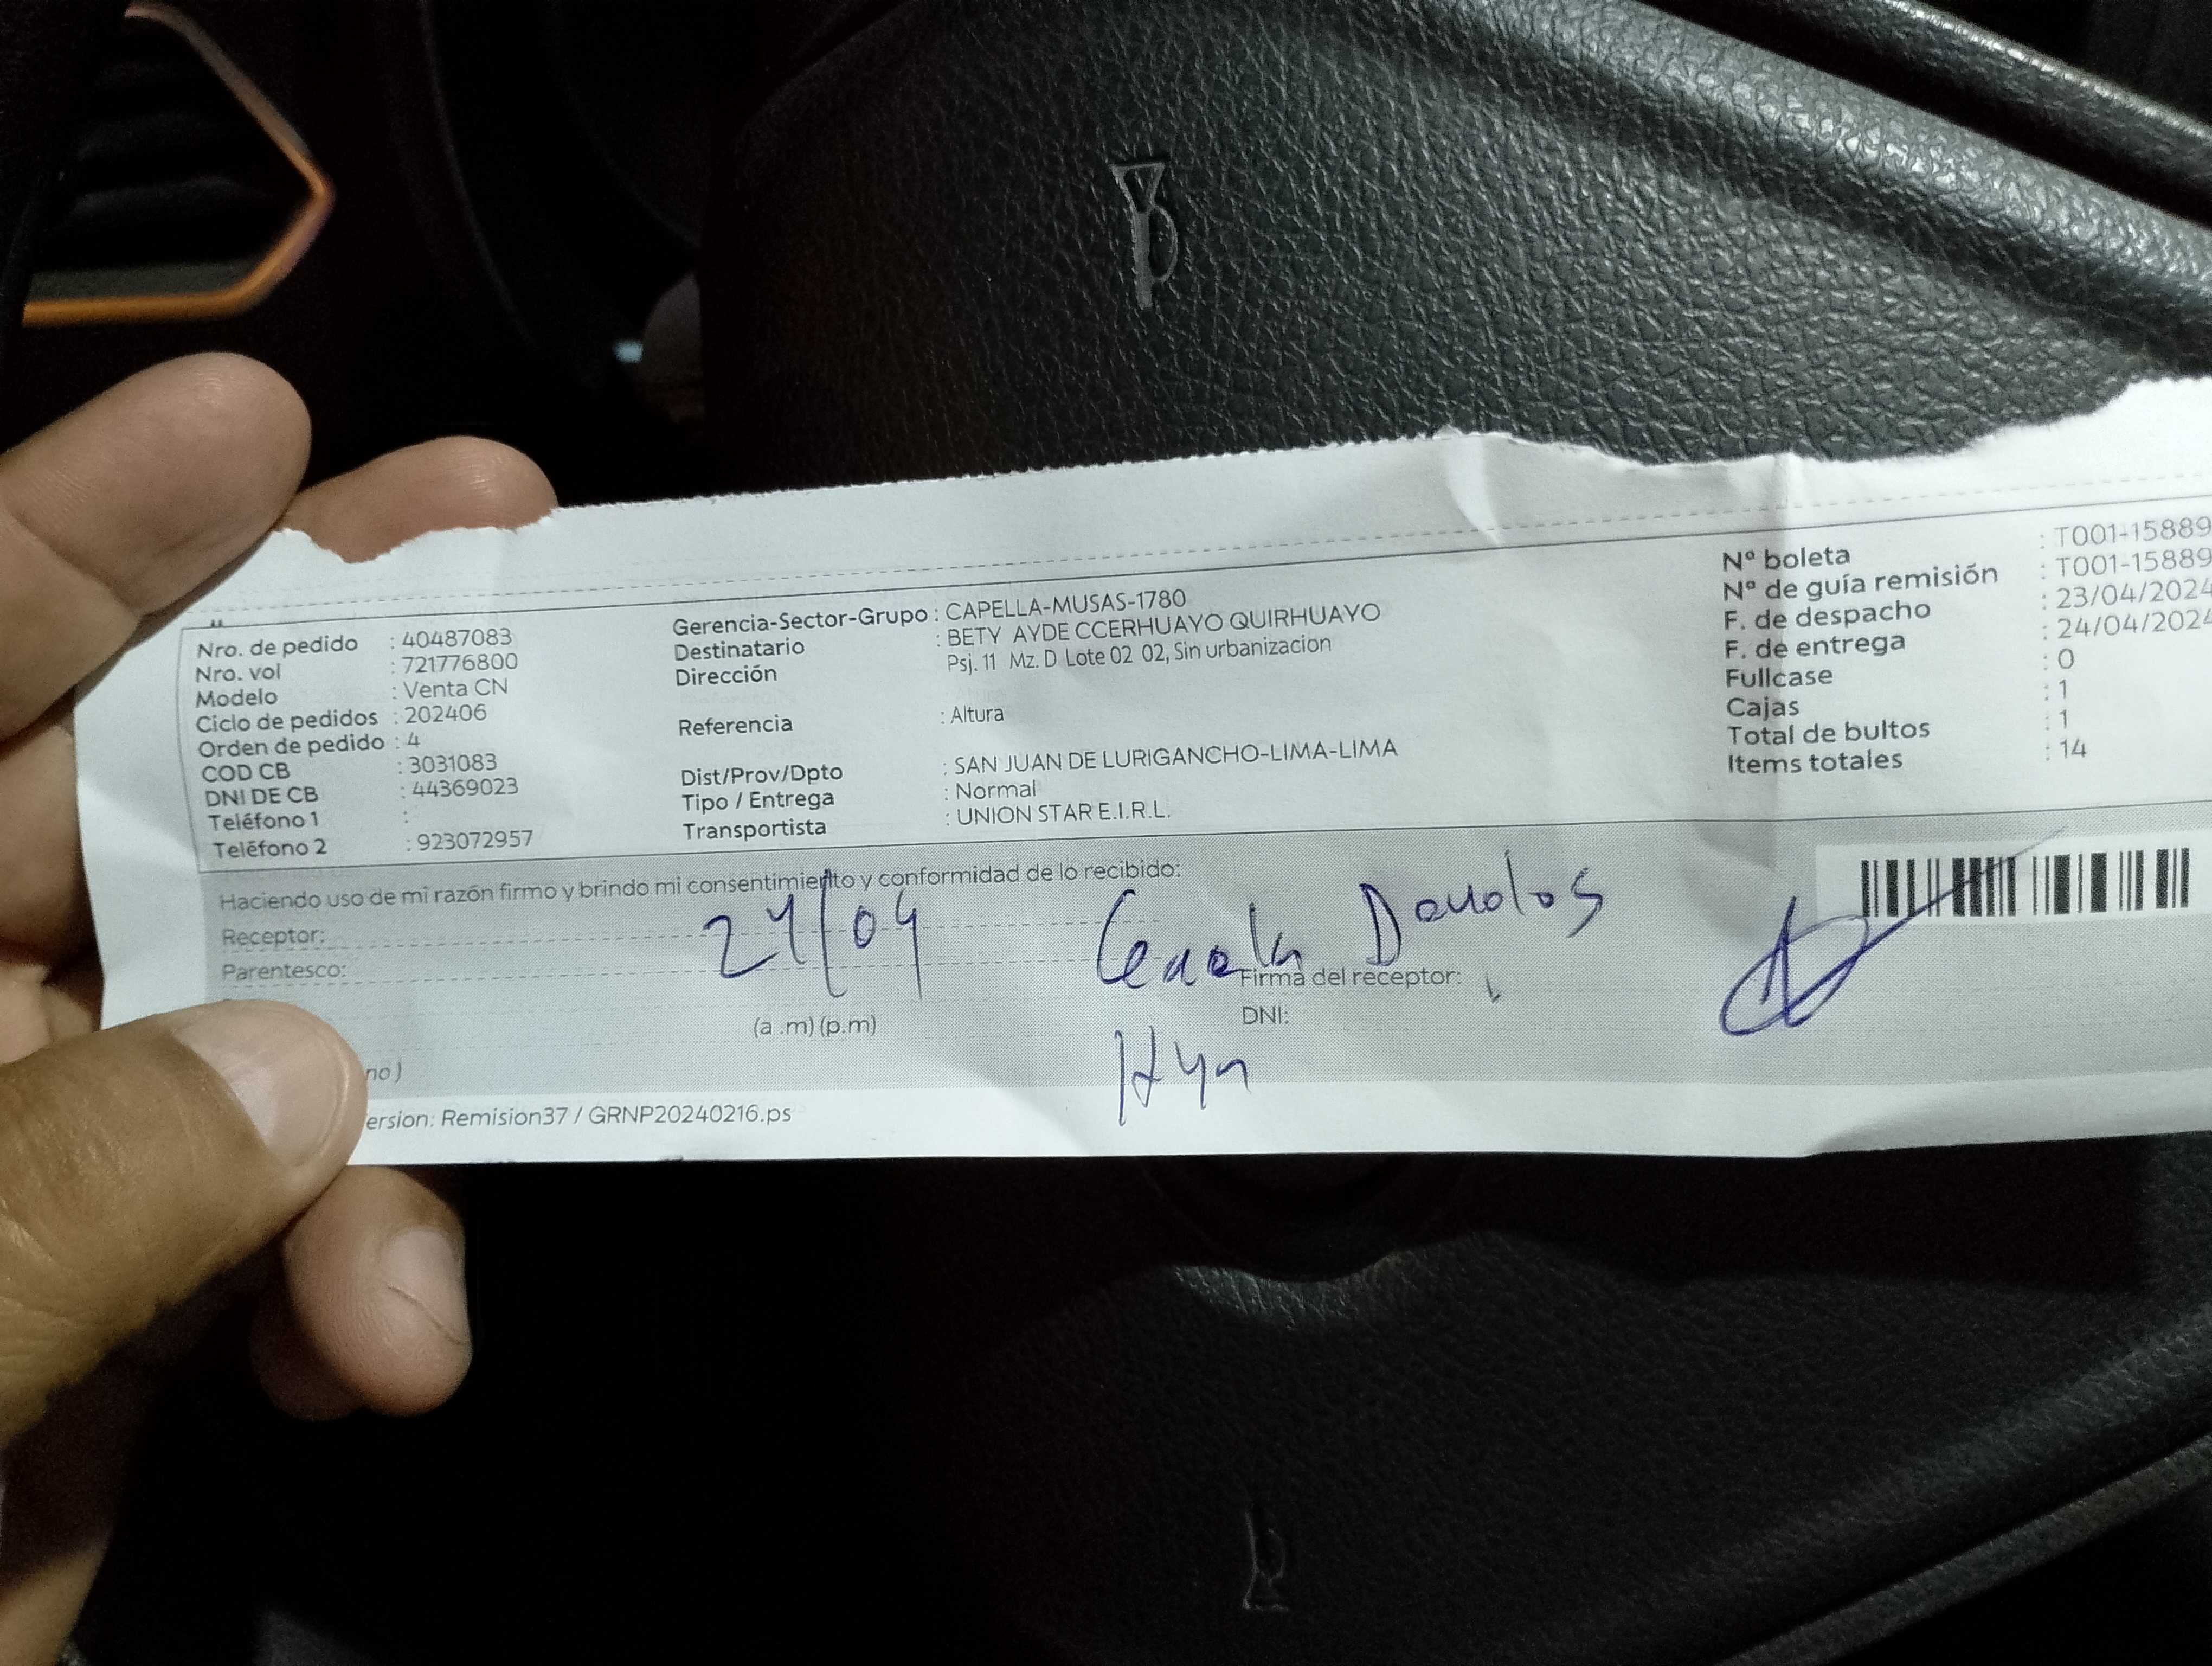 Nro. de pedido : 40487083
Nro. vol : 721776800
Modelo : Venta CN
Ciclo de pedidos : 202406
Orden de pedido : 4
COD CB : 3031083
DNI DE CB : 44369023
Teléfono 1 :
Teléfono 2 : 923072957
Gerencia-Sector-Grupo : CAPELLA-MUSAS-1780
Destinatario : BETY AYDE CCERHUAYO QUIRHUAYO
Dirección Psj. 11 Mz. D Lote 02 02, Sin urbanizacion
Referencia : Altura
Dist/Prov/Dpto : SAN JUAN DE LURIGANCHO-LIMA-LIMA
Tipo / Entrega : Normal
Transportista : UNION STAR E.I.R.L.
Nº boleta : T001-15889
Nº de guía remisión : T001-15889
F. de despacho : 23/04/2024
F. de entrega : 24/04/2024
Fullcase : 0
Cajas : 1
Total de bultos : 1
Items totales : 14
Haciendo uso de mi razón firmo y brindo mi consentimiento y conformidad de lo recibido:
Receptor:
24/04
Davalos
Parentesco:
Firma del receptor:
(a .m) (p.m)
DNI:
no )
ersion: Remision37 / GRNP20240216.ps